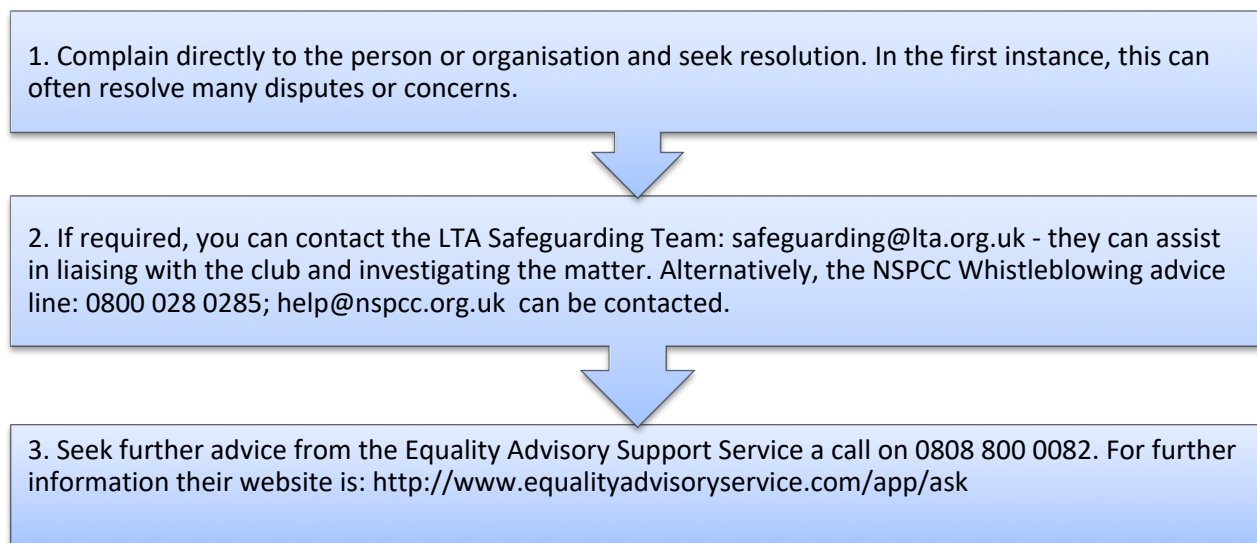 1. Complain directly to the person or organisation and seek resolution. In the first instance, this can
often resolve many disputes or concerns.
2. If required, you can contact the LTA Safeguarding Team: safeguarding@lta.org.uk - they can assist
in liaising with the club and investigating the matter. Alternatively, the NSPCC Whistleblowing advice
line: 0800 028 0285; help@nspcc.org.uk  can be contacted.
3. Seek further advice from the Equality Advisory Support Service a call on 0808 800 0082. For further
information their website is: http://www.equalityadvisoryservice.com/app/ask